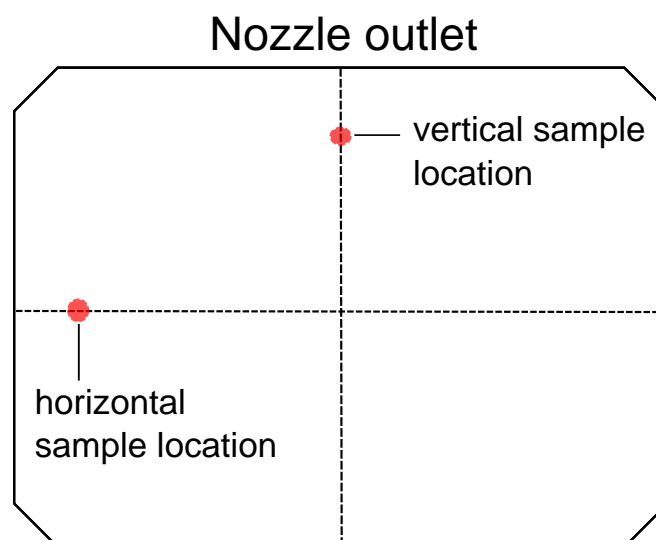 Nozzle outlet
vertical sample
location
horizontal
sample location